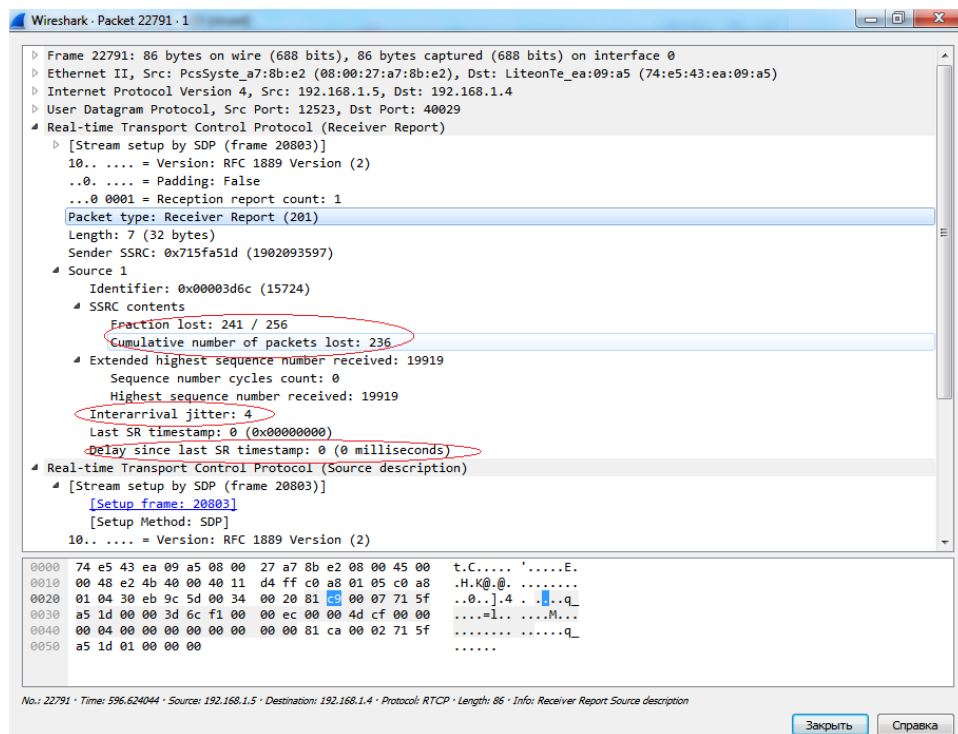 Wireshark · Packet 22791 · 1
Frame 22791: 86 bytes on wire (688 bits), 86 bytes captured (688 bits) on interface 0
Ethernet II, Src: PcsSyste_a7:8b:e2 (08:00:27:a7:8b:e2), Dst: LiteonTe_ea:09:a5 (74:e5:43:ea:09:a5)
Internet Protocol Version 4, Src: 192.168.1.5, Dst: 192.168.1.4
User Datagram Protocol, Src Port: 12523, Dst Port: 40029
Real-time Transport Control Protocol (Receiver Report)
[Stream setup by SDP (frame 20803)]
10.. .... = Version: RFC 1889 Version (2)
..0. .... = Padding: False
...0 0001 = Reception report count: 1
Packet type: Receiver Report (201)
Length: 7 (32 bytes)
Sender SSRC: 0x715fa51d (1902093597)
Source 1
Identifier: 0x00003d6c (15724)
SSRC contents
Fraction lost: 241 / 256
Cumulative number of packets lost: 236
Extended highest sequence number received: 19919
Sequence number cycles count: 0
Highest sequence number received: 19919
Interarrival jitter: 4
Last SR timestamp: 0 (0x00000000)
Delay since last SR timestamp: 0 (0 milliseconds)
Real-time Transport Control Protocol (Source description)
[Stream setup by SDP (frame 20803)]
[Setup frame: 20803]
[Setup Method: SDP]
10.. .... = Version: RFC 1889 Version (2)
0000 74 e5 43 ea 09 a5 08 00 27 a7 8b e2 08 00 45 00 t.C..... '.....E.
0010 00 48 e2 4b 40 00 40 11 d4 ff c0 a8 01 05 c0 a8 .H.K@.@. ........
0020 01 04 30 eb 9c 5d 00 34 00 20 81 c9 00 07 71 5f ..0..].4 . ....q_
0030 a5 1d 00 00 3d 6c f1 00 00 ec 00 00 4d cf 00 00 ....=l.. ....M...
0040 00 04 00 00 00 00 00 00 00 00 81 ca 00 02 71 5f ........ ......q_
0050 a5 1d 01 00 00 00 ......
No.: 22791 · Time: 596.624044 · Source: 192.168.1.5 · Destination: 192.168.1.4 · Protocol: RTCP · Length: 86 · Info: Receiver Report Source description
Закрыть Справка